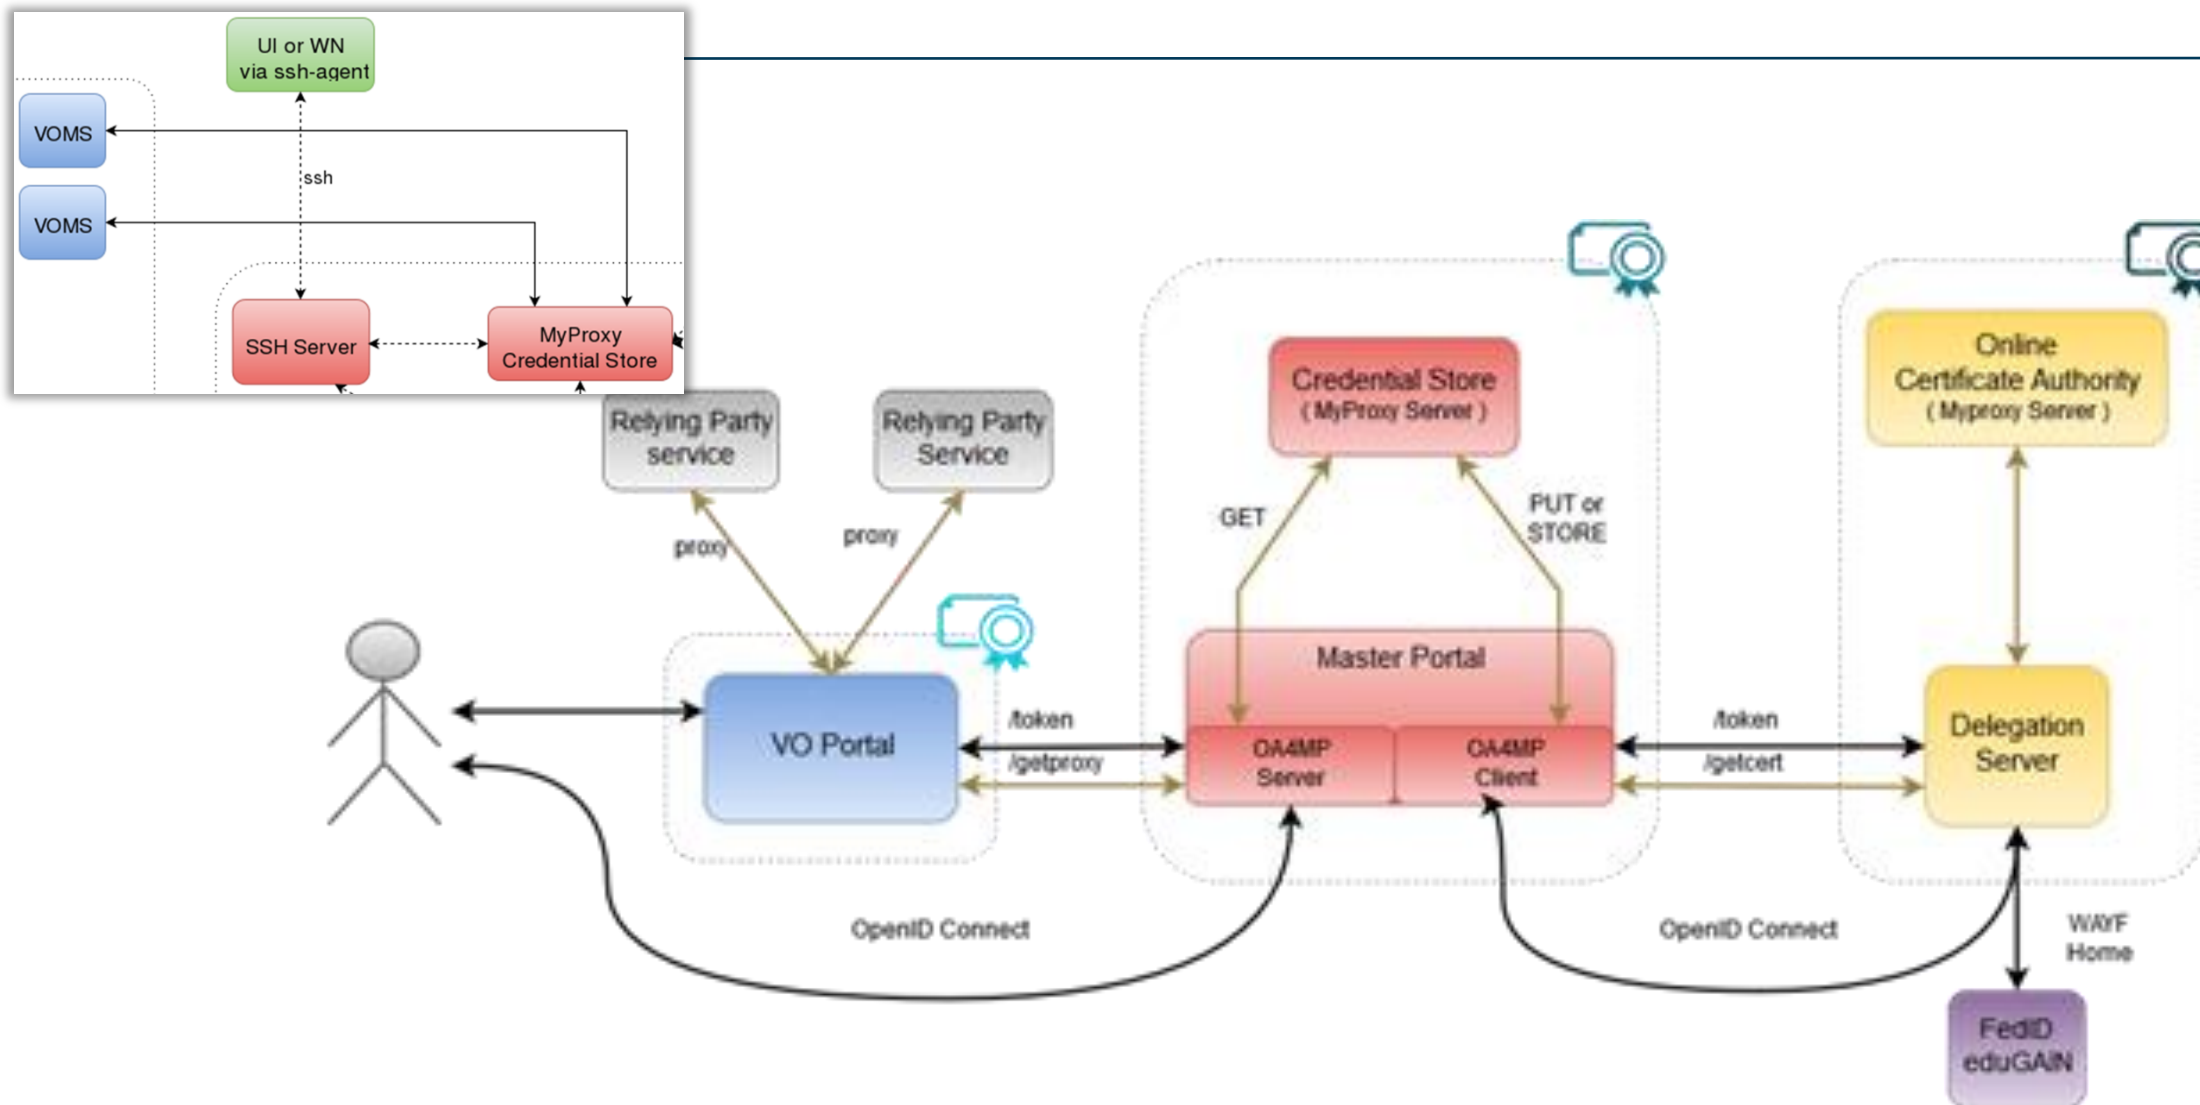 UI or WN
via ssh-agent
VOMS
ssh
VOMS
SSH Server
MyProxy
Credential Store
Relying Party
service
Relying Party
Service
proxy
proxy
Credential Store
( MyProxy Server )
GET
PUT or
STORE
Online
Certificate Authority
( Myproxy Server )
Master Portal
VO Portal
/token
/getproxy
OA4MP
Server
OA4MP
Client
/token
/getcert
Delegation
Server
OpenID Connect
OpenID Connect
WAYF
Home
FedID
eduGAIN